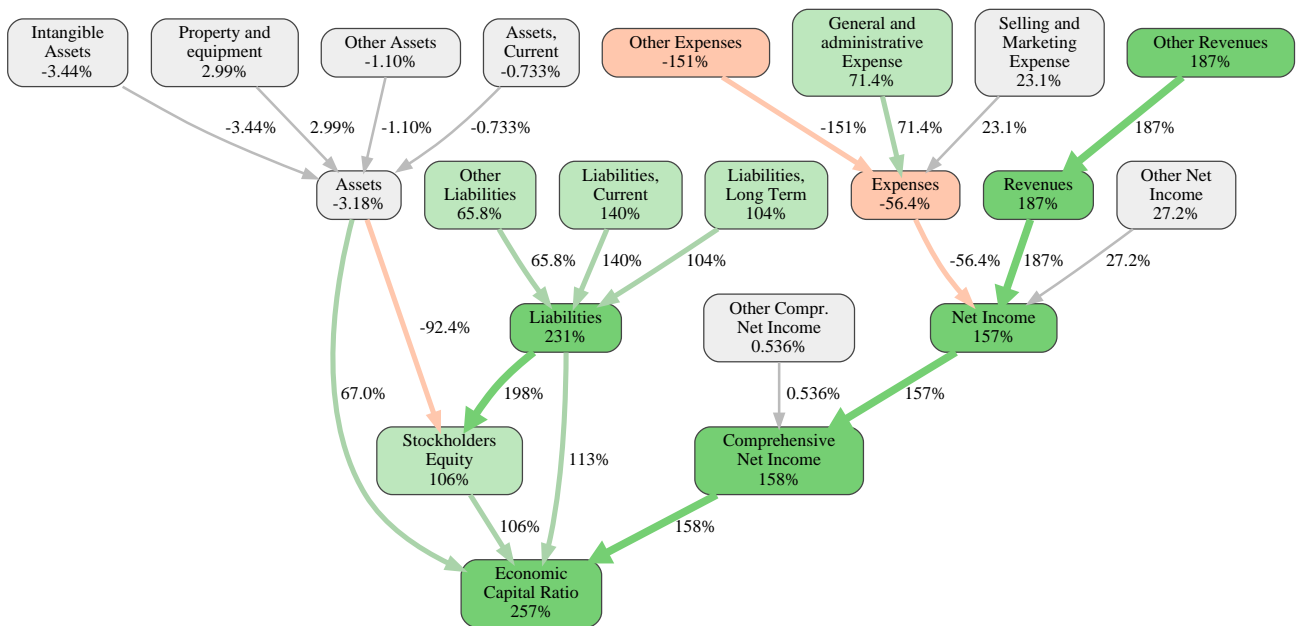 Intangible
Assets
-3.44%
Property and
equipment
2.99%
Other Assets
-1.10%
Assets,
Current
-0.733%
Other Expenses
-151%
General and
administrative
Expense
71.4%
Selling and
Marketing
Expense
23.1%
Other Revenues
187%
-3.44%
2.99%
-1.10%
-0.733%
-151%
71.4%
23.1%
187%
Assets
-3.18%
Other
Liabilities
65.8%
Liabilities,
Current
140%
Liabilities,
Long Term
104%
Expenses
-56.4%
Revenues
187%
Other Net
Income
27.2%
65.8%
140%
104%
-56.4%
187%
27.2%
Liabilities
231%
Other Compr.
Net Income
0.536%
Net Income
157%
-92.4%
67.0%
198%
0.536%
157%
Stockholders
Equity
106%
113%
Comprehensive
Net Income
158%
106%
158%
Economic
Capital Ratio
257%